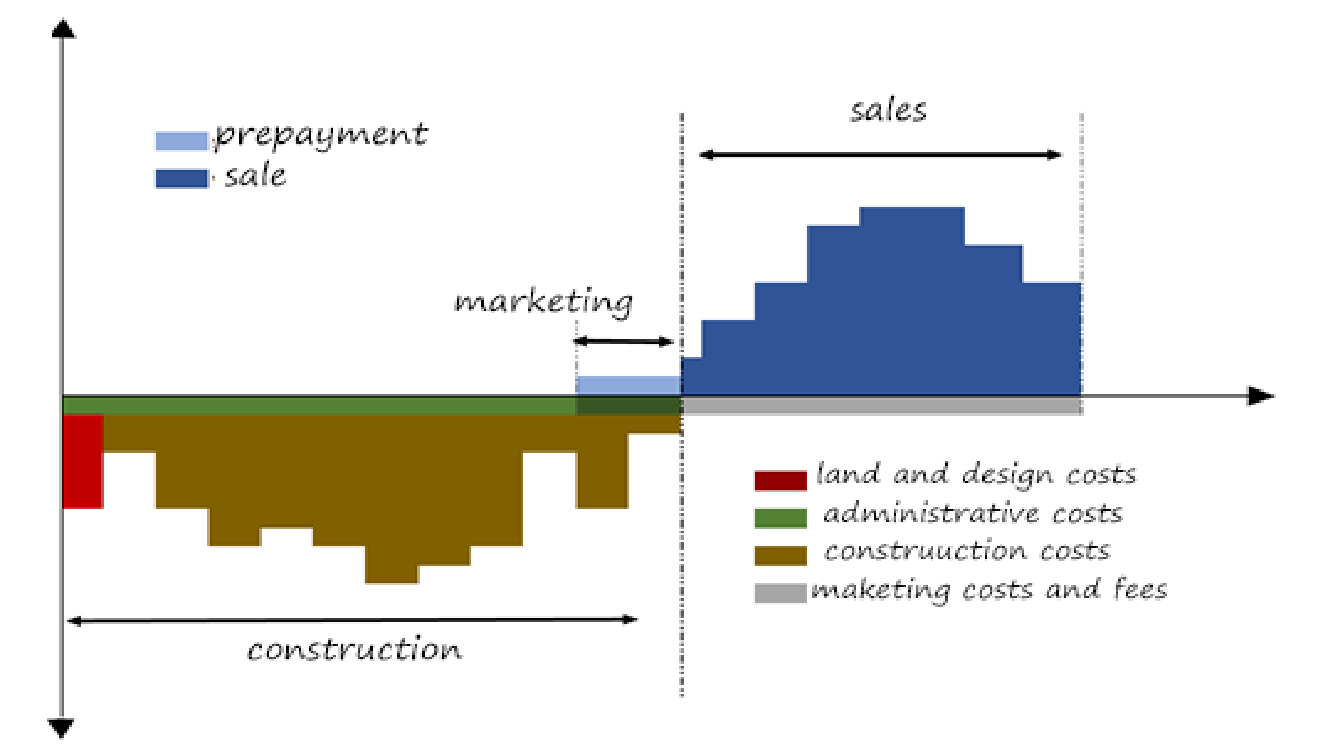 sales
prepayment
sale
marketing
land and design costs
administrative costs
construuction costs
maketing costs and fees
construction